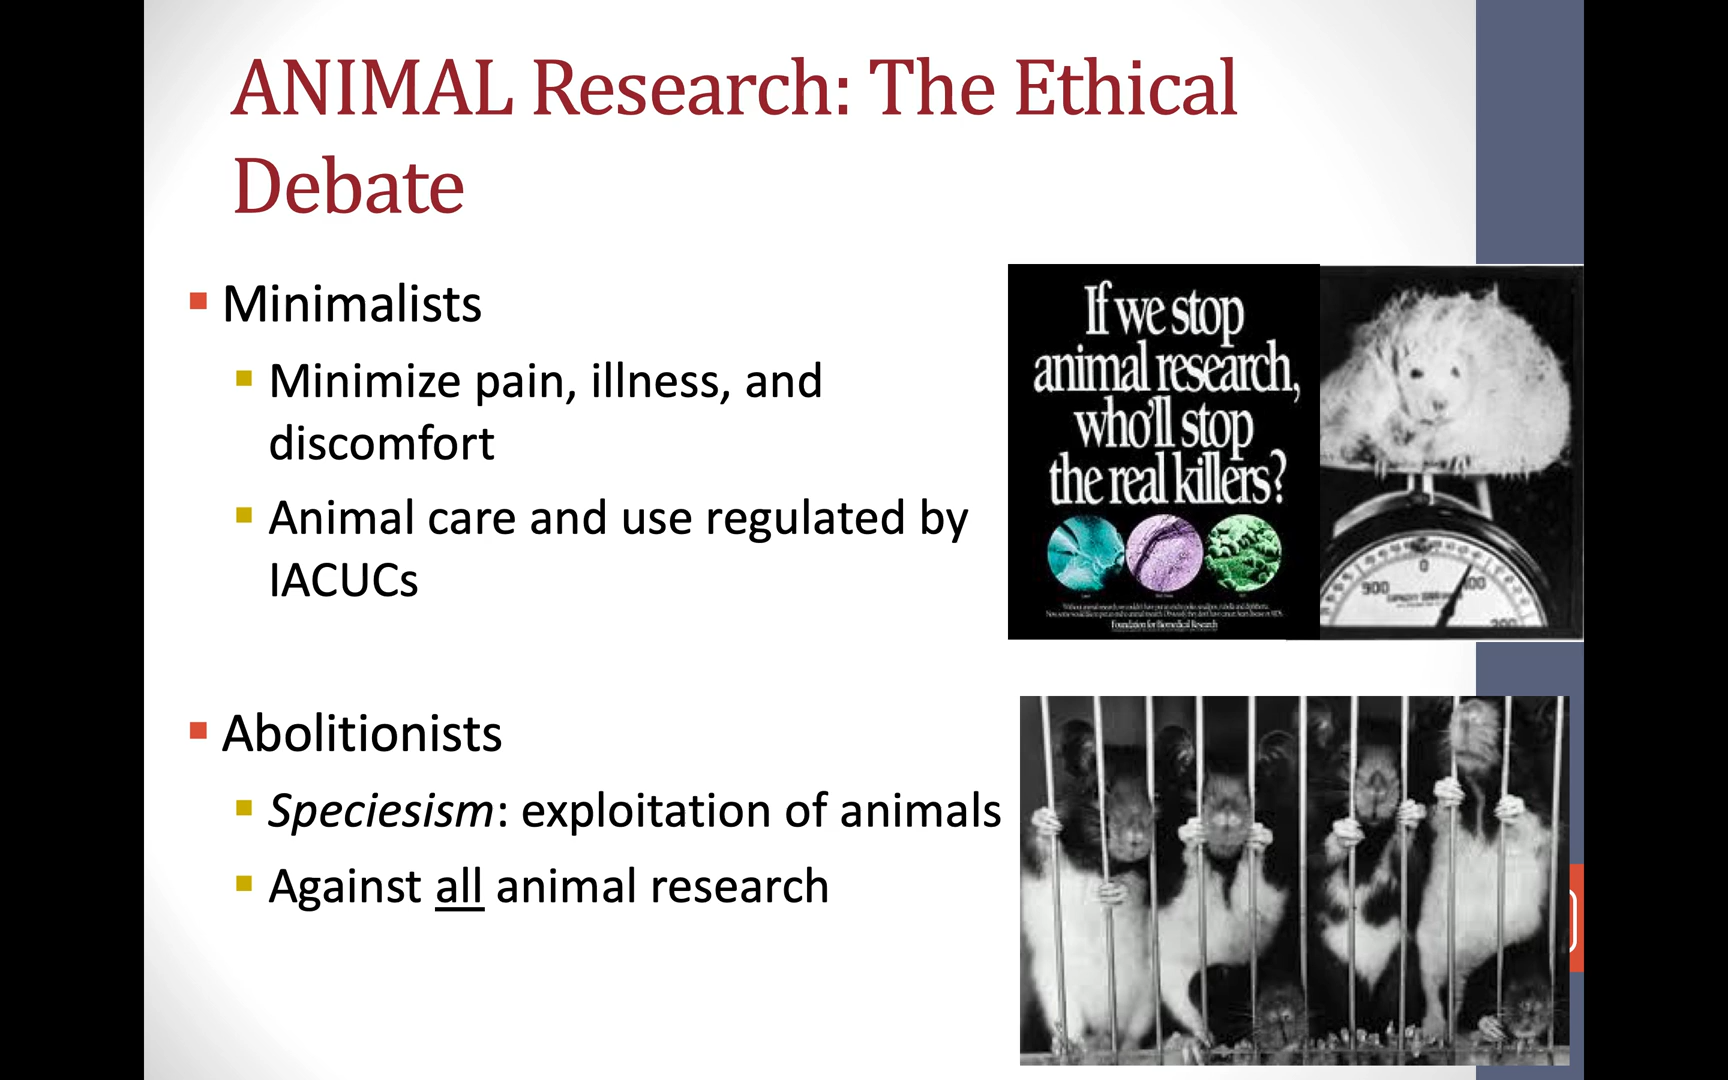 ANIMAL Research: The Ethical
Debate
Minimalists
Minimize pain, illness, and
discomfort
Animal care and use regulated by
IACUCs
Abolitionists
Speciesism: exploitation of animals
Against all animal research
If we stop
animal research,
who'll stop
the real killers?
Foundation for Biomedical Research
0
100
200
900